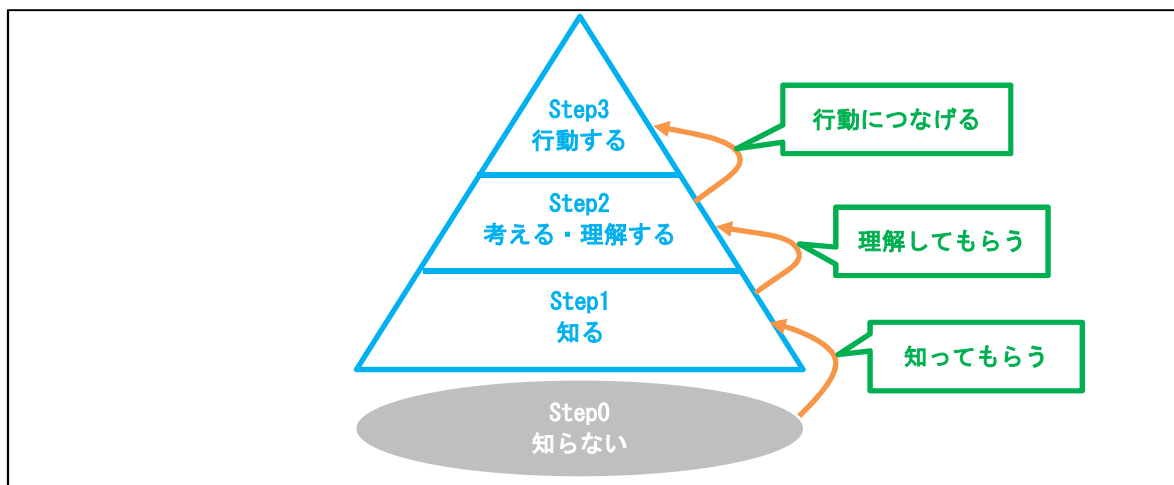 Step3
行動する
行動につなげる
Step2
考える・理解する
理解してもらう
Step1
知る
知ってもらう
Step0
知らない